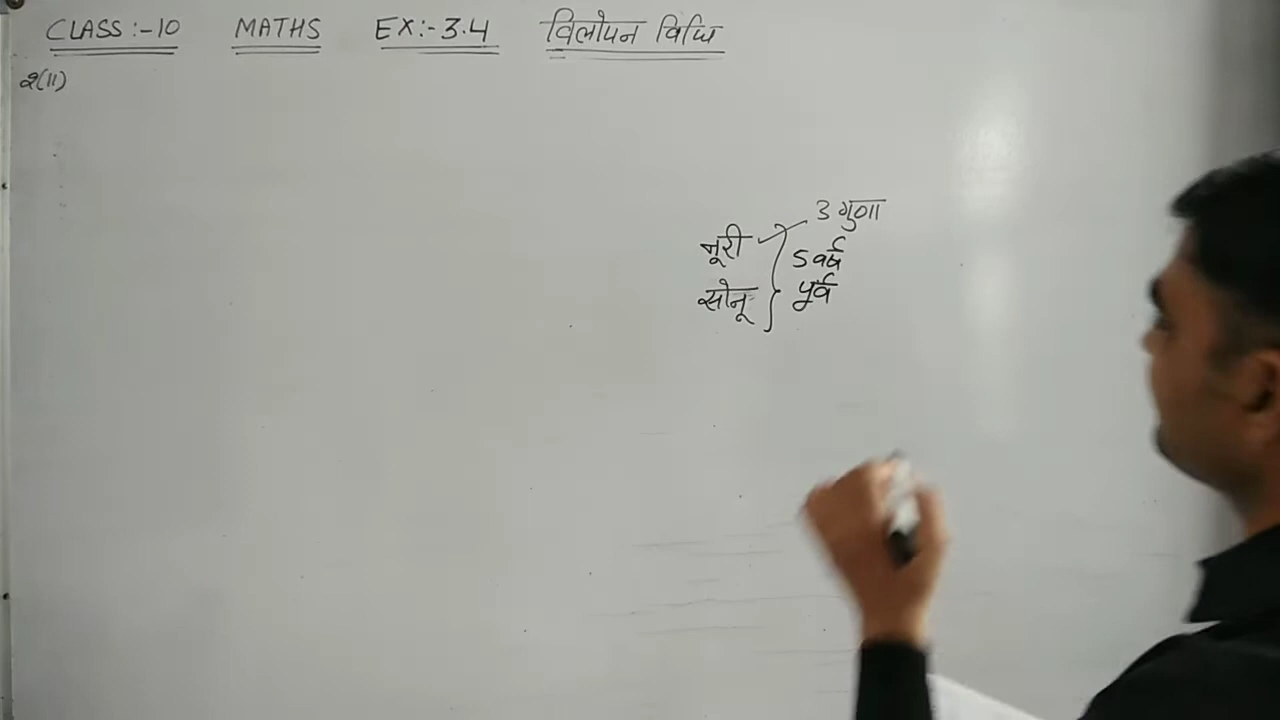 CLASS :- 10 MATHS EX:- 3.4 विलोपन विधि
2(II)
3 गुणा
नूरी
5 वर्ष
सोनू
पूर्व